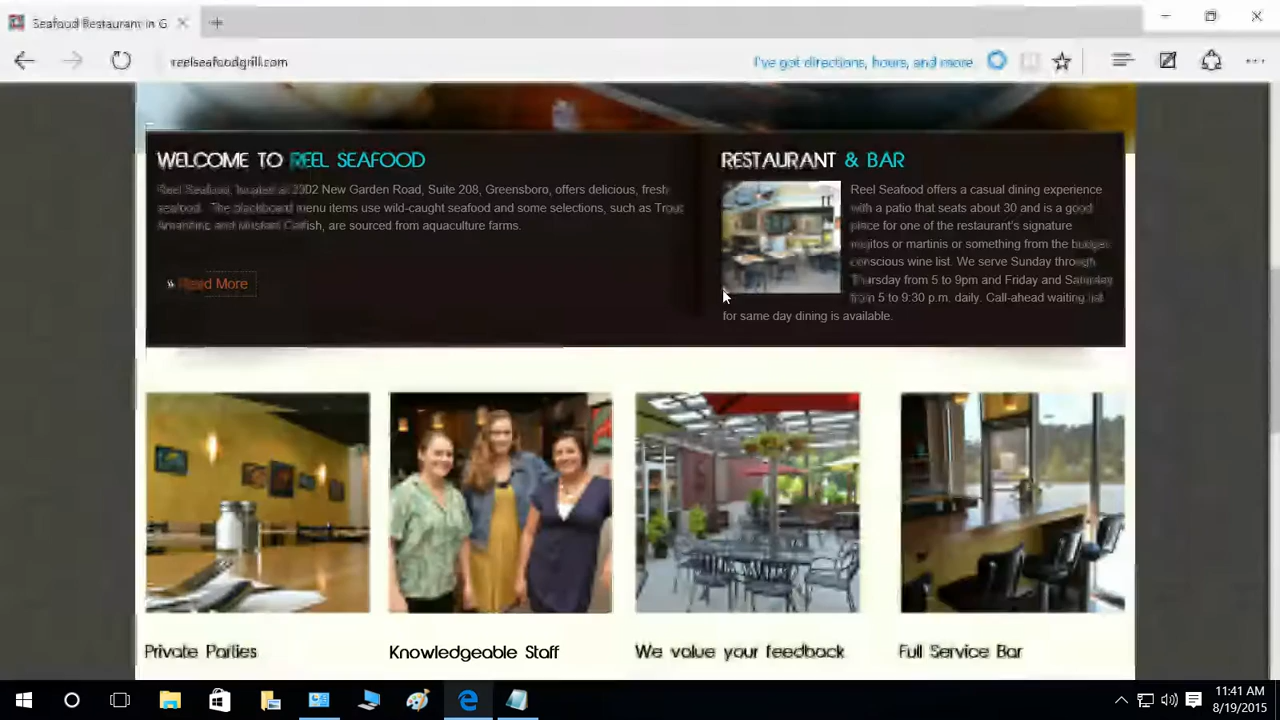 Seafood Restaurant in G
reelseafoodgrill.com
I've got directions, hours, and more
WELCOME TO REEL SEAFOOD
Reel Seafood, located at 2002 New Garden Road, Suite 208, Greensboro, offers delicious, fresh
seafood. The blackboard menu items use wild-caught seafood and some selections, such as Trout
Amandine and Mustard Catfish, are sourced from aquaculture farms.
» Read More
RESTAURANT & BAR
Reel Seafood offers a casual dining experience
with a patio that seats about 30 and is a good
place for one of the restaurant's signature
mojitos or martinis or something from the budget
conscious wine list. We serve Sunday through
Thursday from 5 to 9pm and Friday and Saturday
from 5 to 9:30 p.m. daily. Call-ahead waiting list
for same day dining is available.
Private Parties
Knowledgeable Staff
We value your feedback
Full Service Bar
11:41 AM
8/19/2015